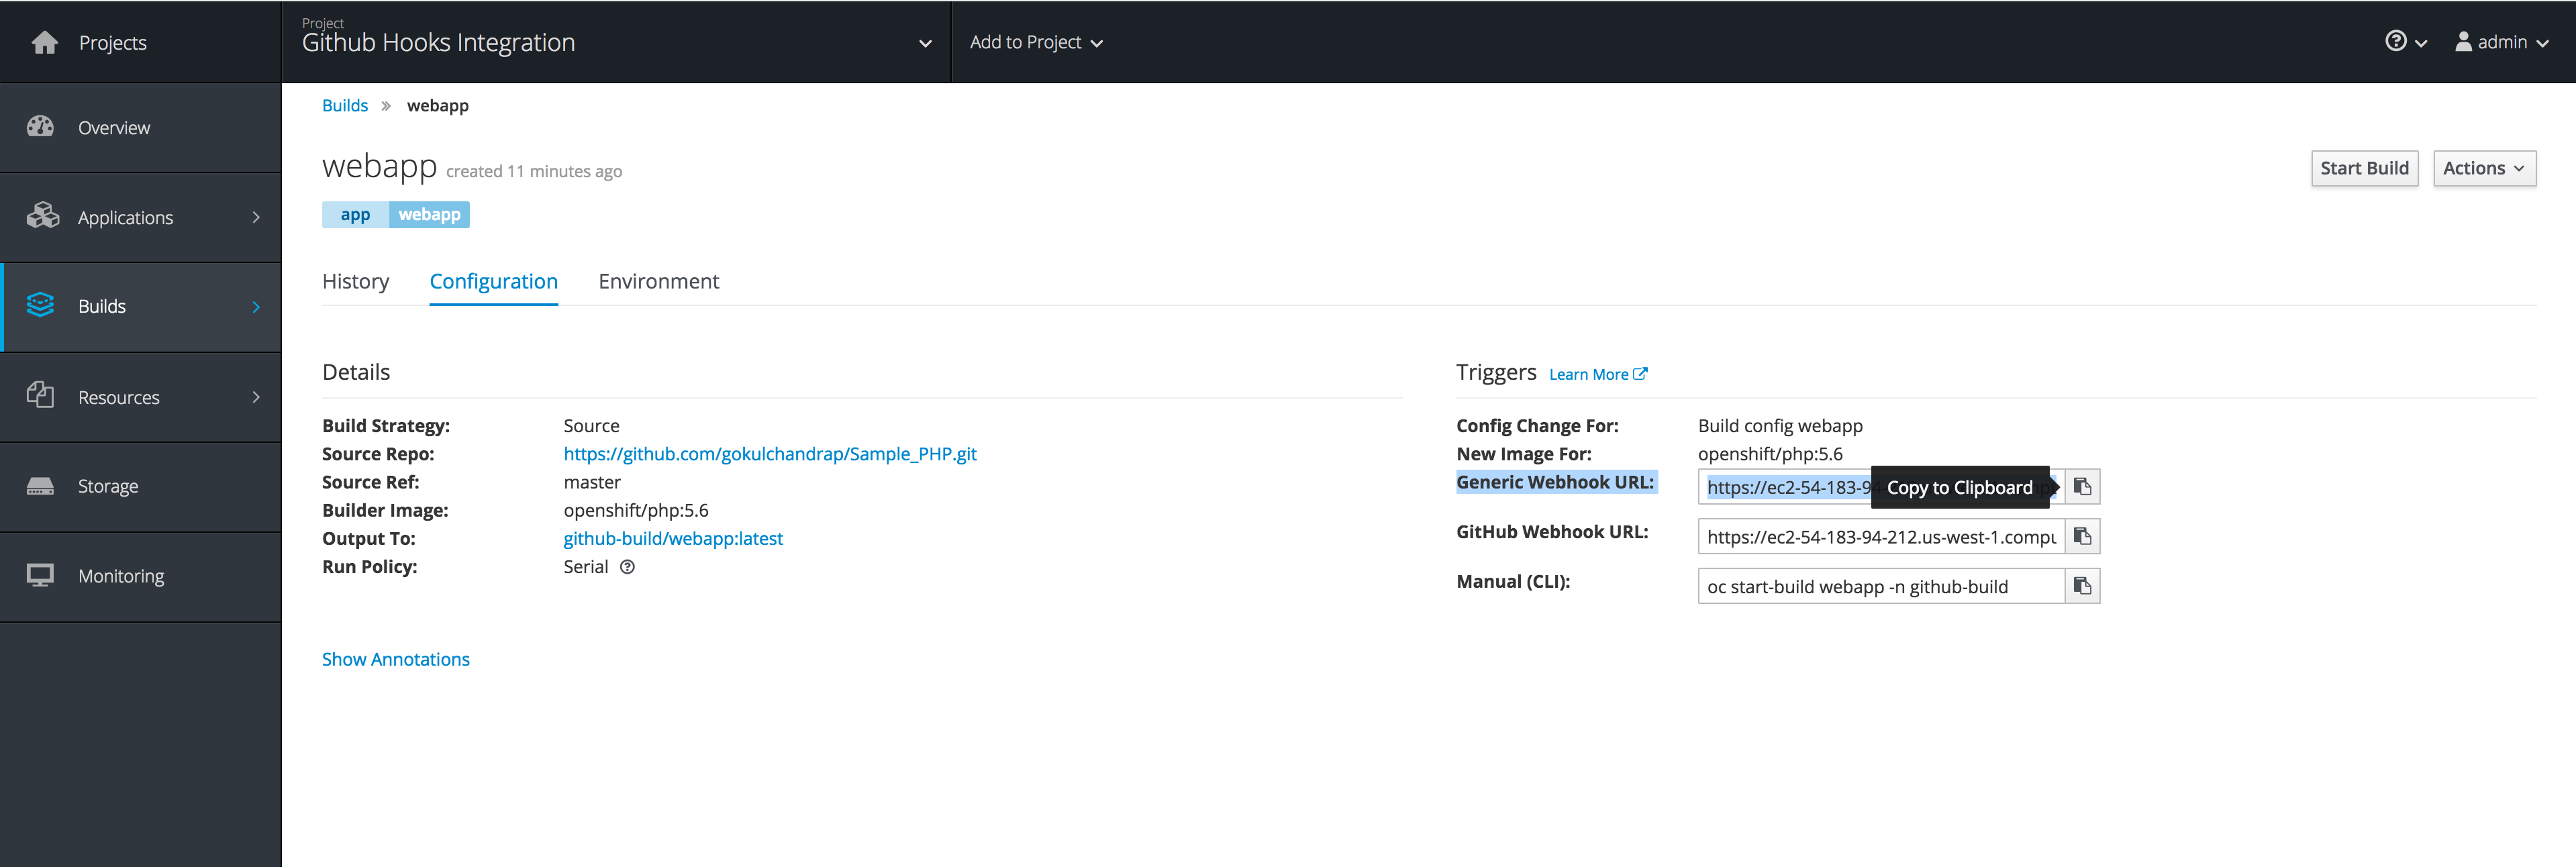 Projects
Project
Github Hooks Integration
Add to Project
admin
Overview
Applications
Builds
Resources
Storage
Monitoring
Builds » webapp
webapp created 11 minutes ago
app webapp
Start Build
Actions
History
Configuration
Environment
Details
Build Strategy: Source
Source Repo: https://github.com/gokulchandrap/Sample_PHP.git
Source Ref: master
Builder Image: openshift/php:5.6
Output To: github-build/webapp:latest
Run Policy: Serial
Show Annotations
Triggers Learn More
Config Change For: Build config webapp
New Image For: openshift/php:5.6
Generic Webhook URL: https://ec2-54-183-94
Copy to Clipboard
GitHub Webhook URL: https://ec2-54-183-94-212.us-west-1.compu
Manual (CLI): oc start-build webapp -n github-build